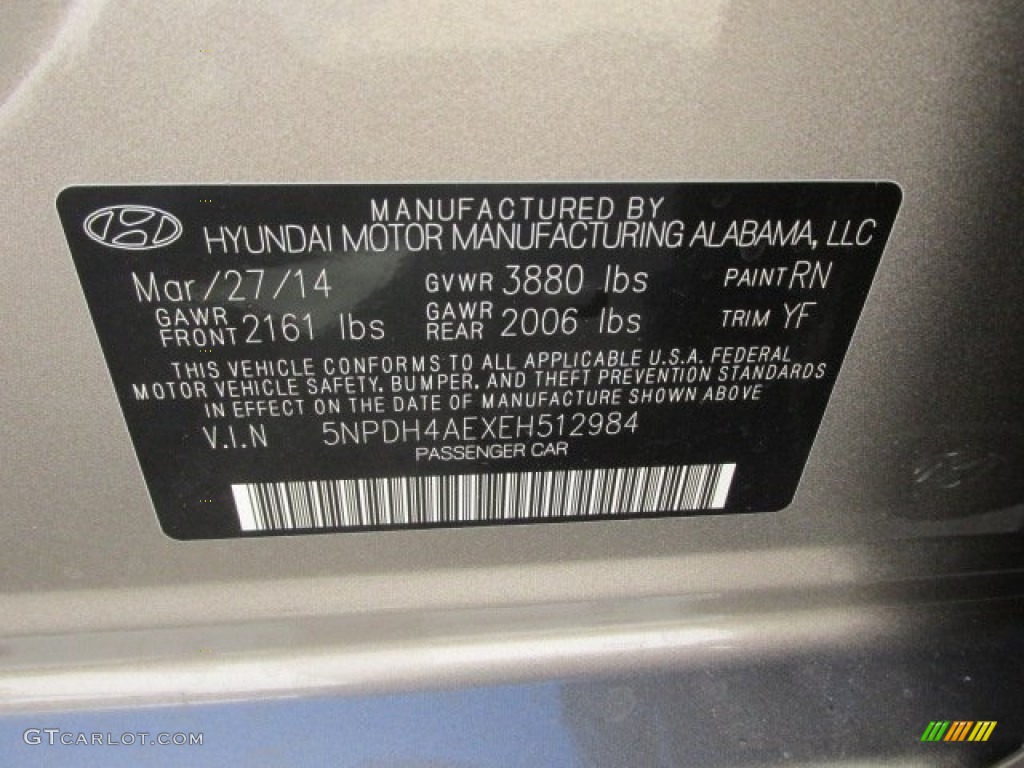 MANUFACTURED BY
HYUNDAI MOTOR MANUFACTURING ALABAMA, LLC
Mar/27/14 GVWR 3880 lbs PAINT RN
GAWR FRONT 2161 lbs GAWR REAR 2006 lbs TRIM YF
THIS VEHICLE CONFORMS TO ALL APPLICABLE U.S.A. FEDERAL
MOTOR VEHICLE SAFETY, BUMPER, AND THEFT PREVENTION STANDARDS
IN EFFECT ON THE DATE OF MANUFACTURE SHOWN ABOVE
V.I.N 5NPDH4AEXEH512984
PASSENGER CAR
GTCARLOT.COM